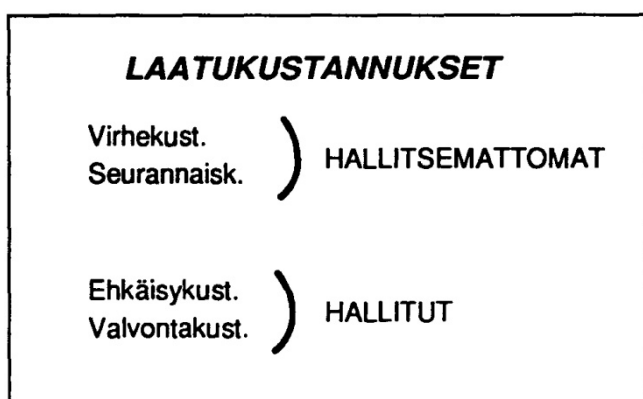 LAATUKUSTANNUKSET
Virhekust.
Seurannaisk.
HALLITSEMATTOMAT
Ehkäisykust.
Valvontakust.
HALLITUT